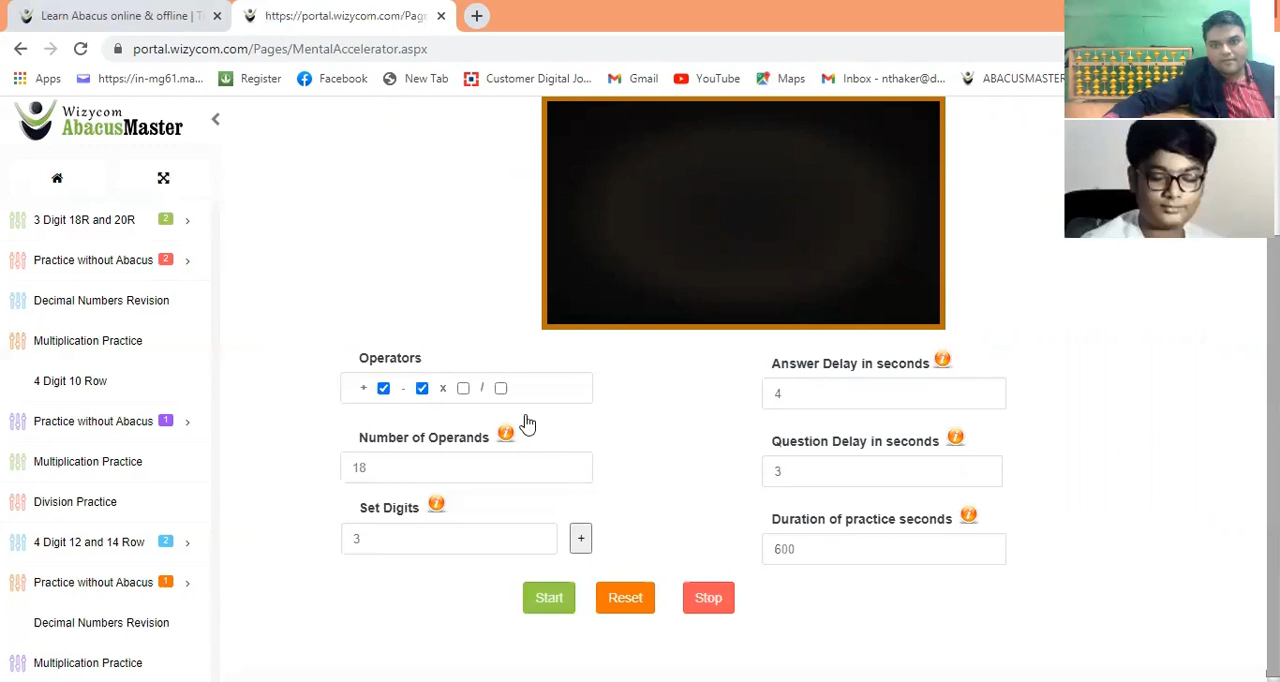 Learn Abacus online & offline | T
https://portal.wizycom.com/Pag
portal.wizycom.com/Pages/MentalAccelerator.aspx
Apps
https://in-mg61.ma...
Register
Facebook
New Tab
Customer Digital Jo...
Gmail
YouTube
Maps
Inbox - nthaker@d...
ABACUSMASTER
Wizycom
AbacusMaster
3 Digit 18R and 20R 2
Practice without Abacus 2
Decimal Numbers Revision
Multiplication Practice
4 Digit 10 Row
Practice without Abacus 1
Multiplication Practice
Division Practice
4 Digit 12 and 14 Row 2
Practice without Abacus 1
Decimal Numbers Revision
Multiplication Practice
Operators
+ - x /
Number of Operands
18
Set Digits
3 +
Answer Delay in seconds
4
Question Delay in seconds
3
Duration of practice seconds
600
Start Reset Stop